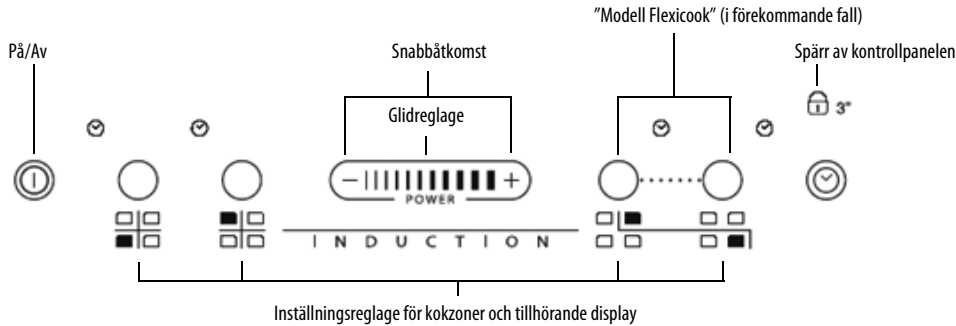 ”Modell Flexicook” (i förekommande fall)
På/Av
Snabbåtkomst
Spärr av kontrollpanelen
Glidreglage
3"
– +
POWER
INDUCTION
Inställningsreglage för kokzoner och tillhörande display